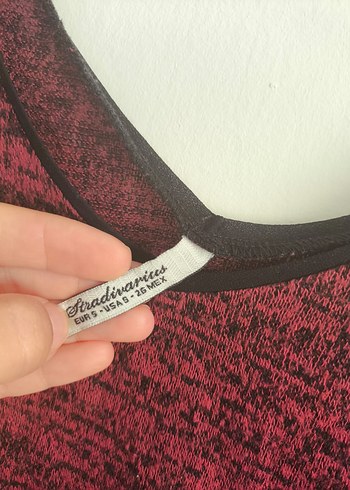 Stradivarius
EUR S - USA S - 26 MEX